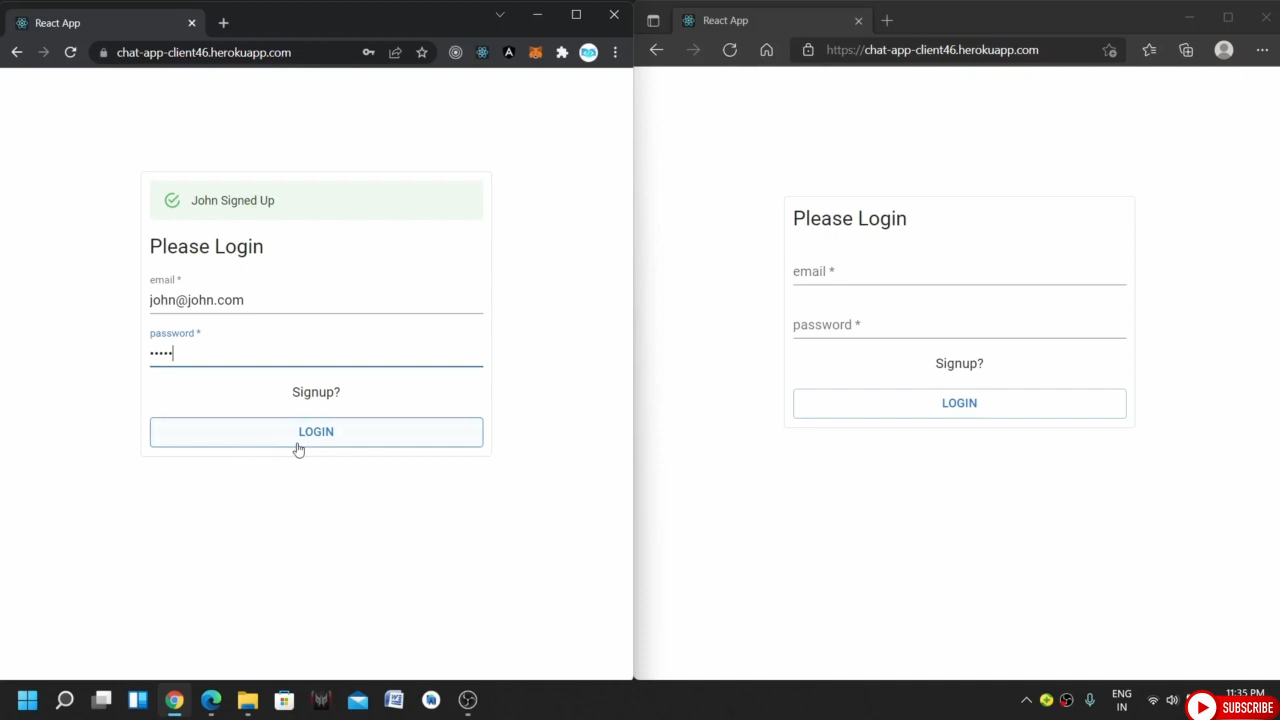 React App
chat-app-client46.herokuapp.com
John Signed Up
Please Login
email *
john@john.com
password *
•••••
Signup?
LOGIN
React App
https://chat-app-client46.herokuapp.com
Please Login
email *
password *
Signup?
LOGIN
ENG
IN
11:35 PM
SUBSCRIBE